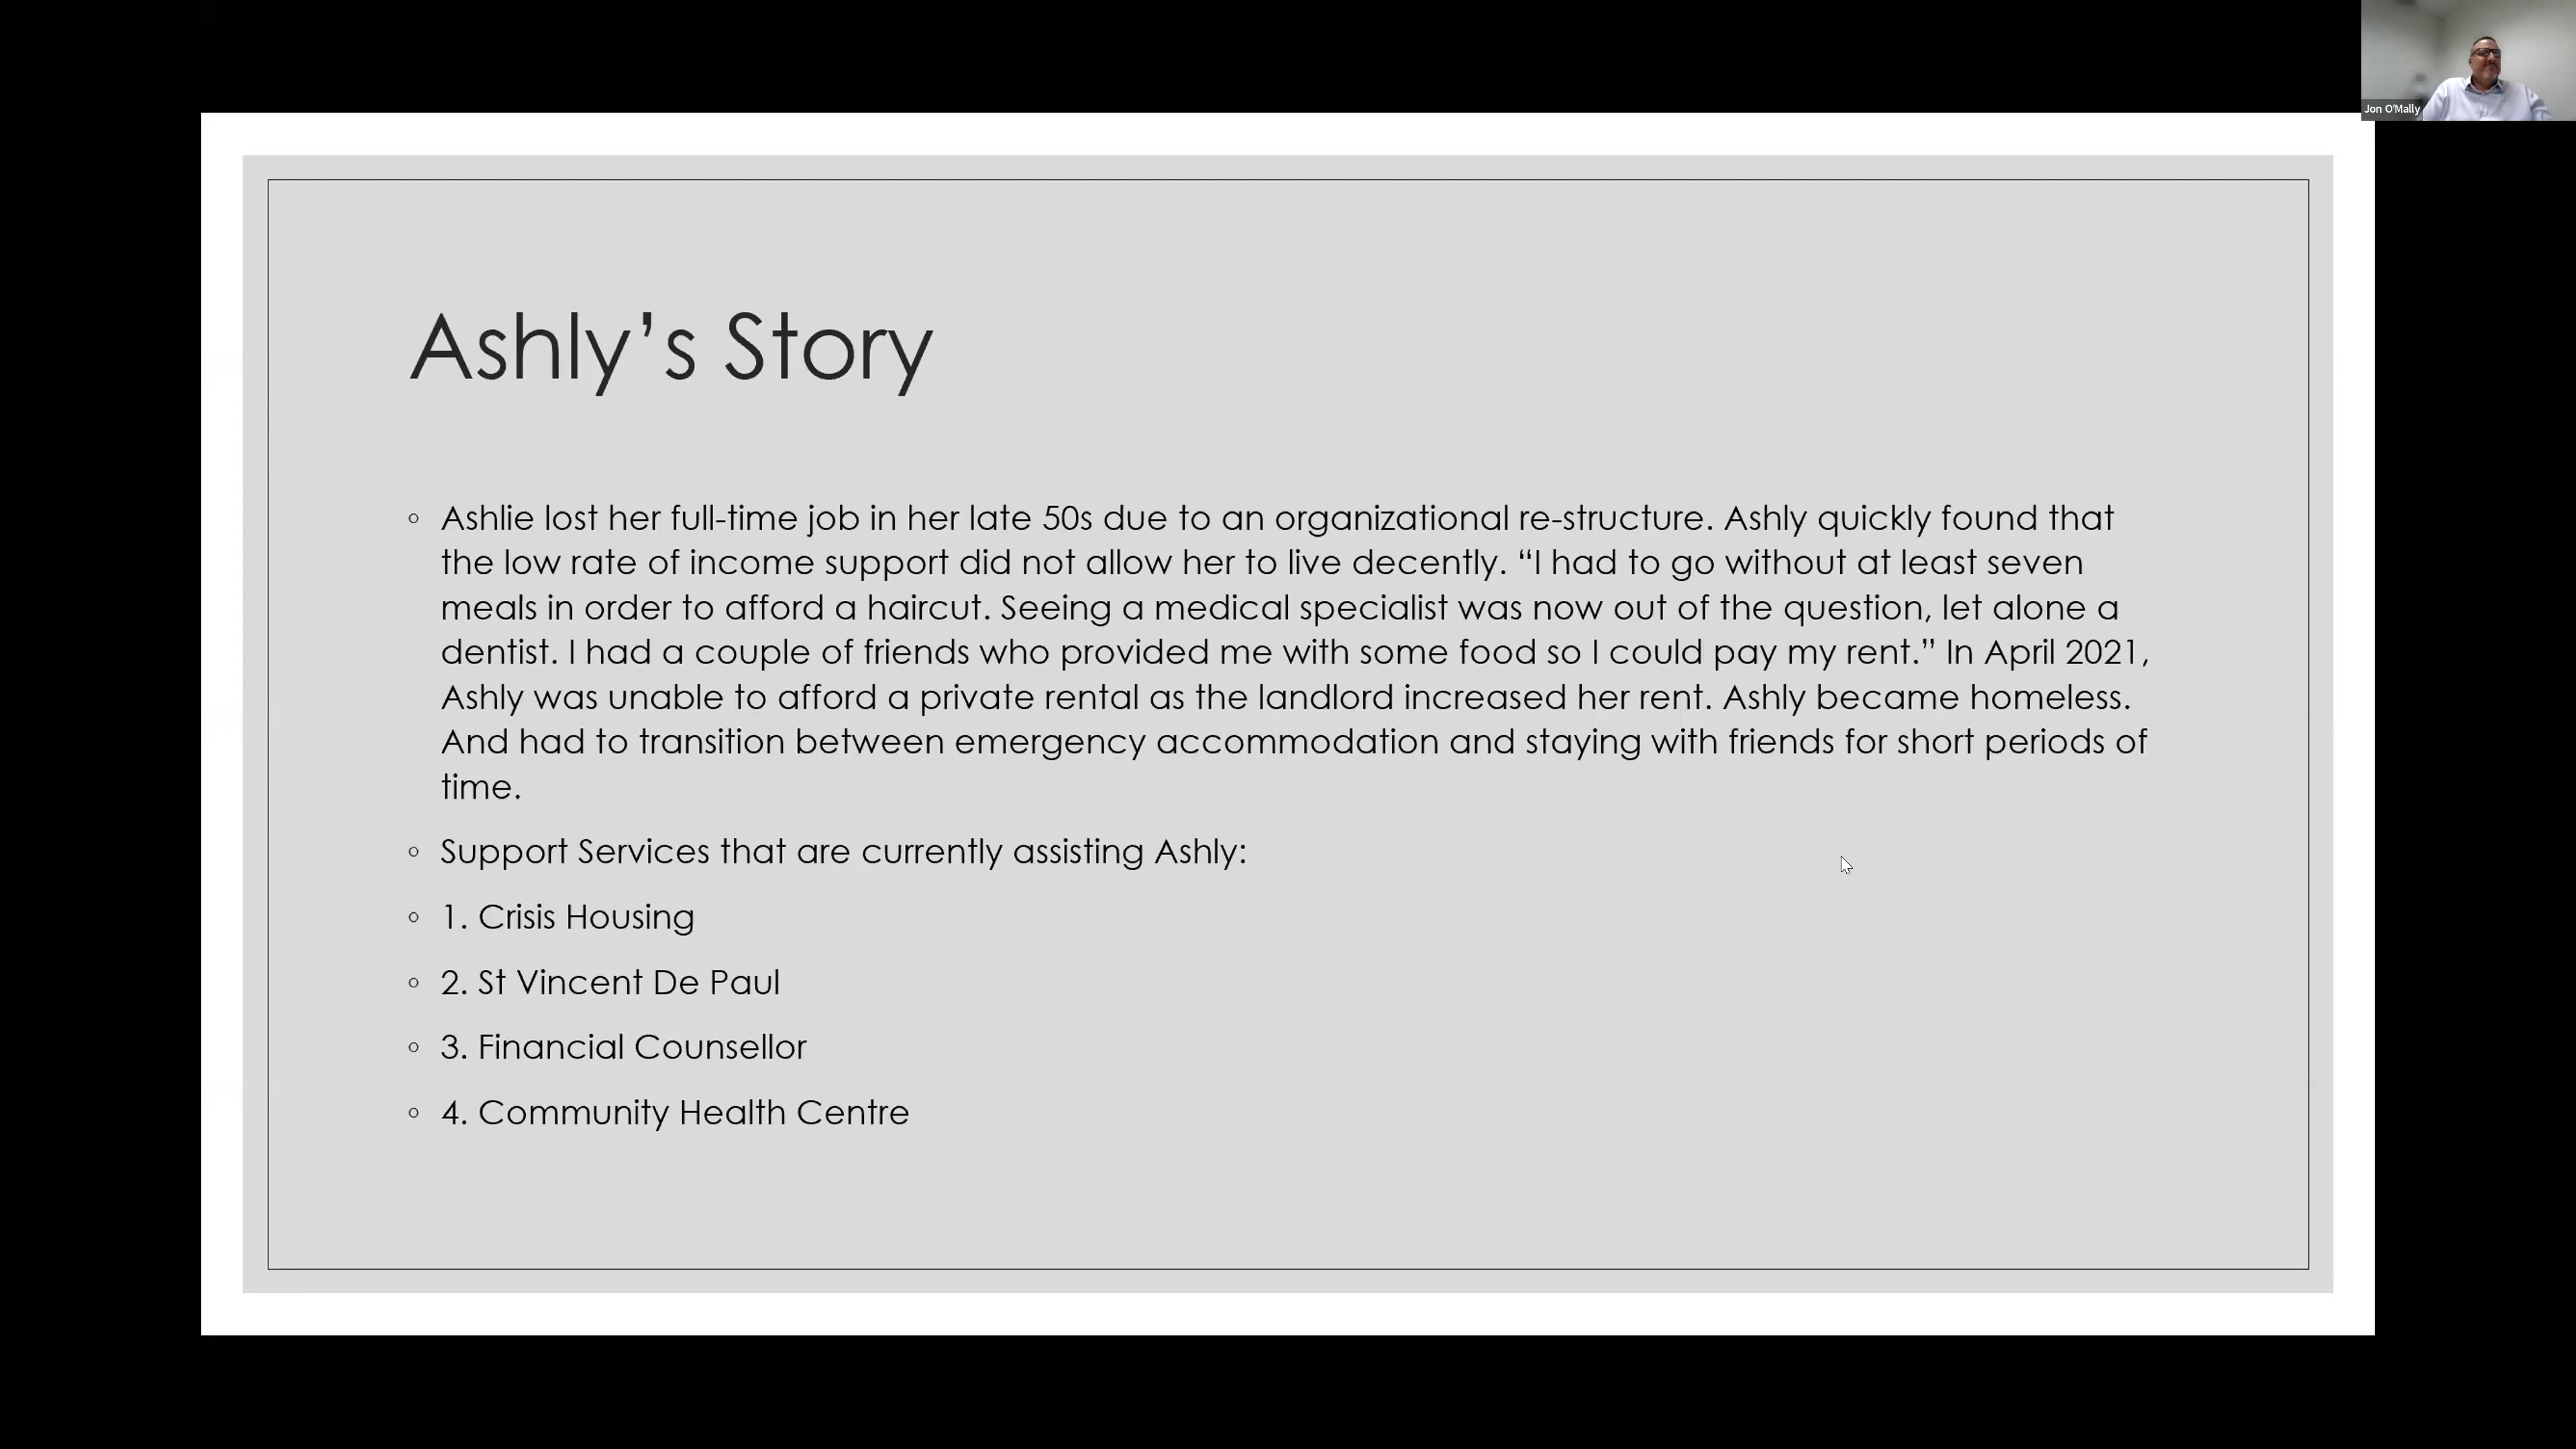 Jon O'Mally
Ashly’s Story
◦ Ashlie lost her full-time job in her late 50s due to an organizational re-structure. Ashly quickly found that
the low rate of income support did not allow her to live decently. “I had to go without at least seven
meals in order to afford a haircut. Seeing a medical specialist was now out of the question, let alone a
dentist. I had a couple of friends who provided me with some food so I could pay my rent.” In April 2021,
Ashly was unable to afford a private rental as the landlord increased her rent. Ashly became homeless.
And had to transition between emergency accommodation and staying with friends for short periods of
time.
◦ Support Services that are currently assisting Ashly:
◦ 1. Crisis Housing
◦ 2. St Vincent De Paul
◦ 3. Financial Counsellor
◦ 4. Community Health Centre